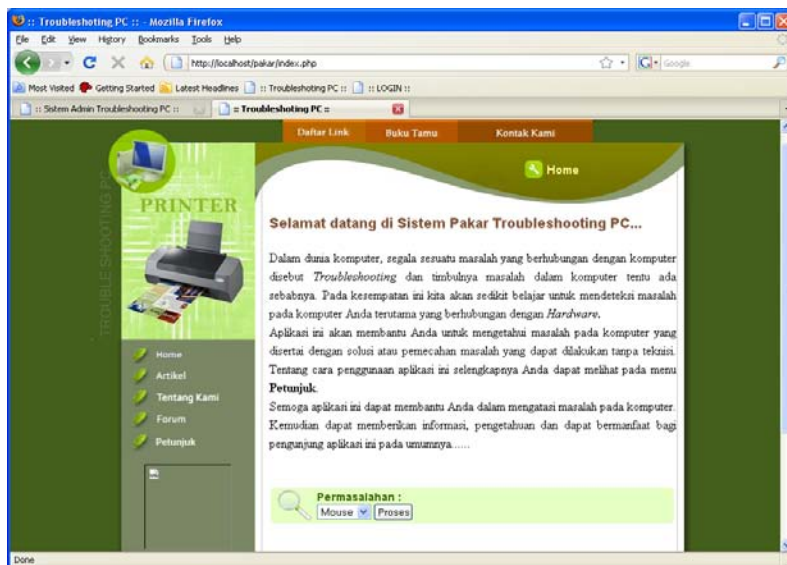 :: Troubleshoting PC :: - Mozilla Firefox
File Edit View History Bookmarks Tools Help
http://localhost/pakar/index.php
Google
Most Visited Getting Started Latest Headlines :: Troubleshoting PC :: :: LOGIN ::
:: Sistem Admin Troubleshooting PC :: :: Troubleshoting PC ::
Daftar Link Buku Tamu Kontak Kami
Home
TROUBLE SHOOTING PC
PRINTER
Home
Artikel
Tentang Kami
Forum
Petunjuk
Selamat datang di Sistem Pakar Troubleshooting PC...
Dalam dunia komputer, segala sesuatu masalah yang berhubungan dengan komputer
disebut Troubleshooting dan timbulnya masalah dalam komputer tentu ada
sebabnya. Pada kesempatan ini kita akan sedikit belajar untuk mendeteksi masalah
pada komputer Anda terutama yang berhubungan dengan Hardware.
Aplikasi ini akan membantu Anda untuk mengetahui masalah pada komputer yang
disertai dengan solusi atau pemecahan masalah yang dapat dilakukan tanpa teknisi.
Tentang cara penggunaan aplikasi ini selengkapnya Anda dapat melihat pada menu
Petunjuk.
Semoga aplikasi ini dapat membantu Anda dalam mengatasi masalah pada komputer.
Kemudian dapat memberikan informasi, pengetahuan dan dapat bermanfaat bagi
pengunjung aplikasi ini pada umumnya......
Permasalahan :
Mouse Proses
Done